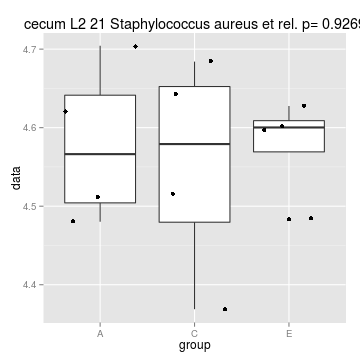 cecum L2 21 Staphylococcus aureus et rel. p= 0.9269
4.7
4.6
4.5
4.4
data
A C E
group